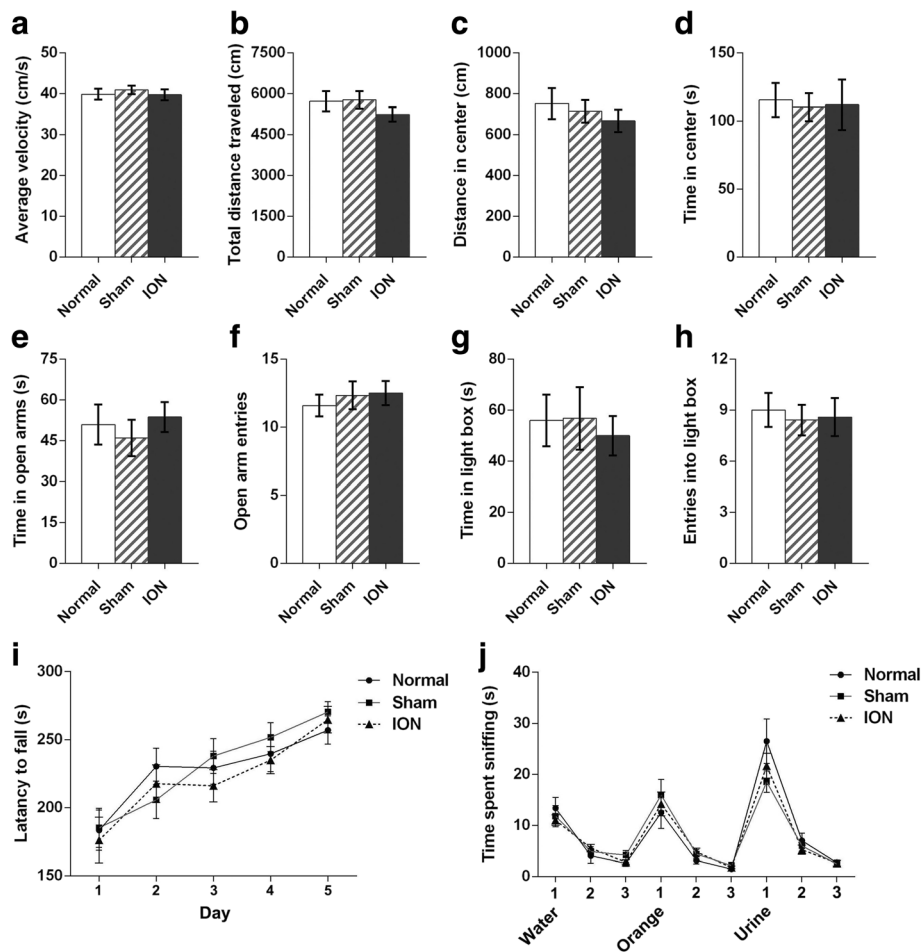 a
Average velocity (cm/s)
50
40
30
20
10
0
Normal
Sham
ION
b
Total distance traveled (cm)
7500
6000
4500
3000
1500
0
Normal
Sham
ION
c
Distance in center (cm)
1000
800
600
400
200
0
Normal
Sham
ION
d
Time in center (s)
150
100
50
0
Normal
Sham
ION
e
Time in open arms (s)
75
60
45
30
15
0
Normal
Sham
ION
f
Open arm entries
15
10
5
0
Normal
Sham
ION
g
Time in light box (s)
80
60
40
20
0
Normal
Sham
ION
h
Entries into light box
12
9
6
3
0
Normal
Sham
ION
i
Latancy to fall (s)
300
250
200
150
1 2 3 4 5
Day
Normal
Sham
ION
j
Time spent sniffing (s)
40
30
20
10
0
1 2 3 1 2 3 1 2 3
Water
Orange
Urine
Normal
Sham
ION